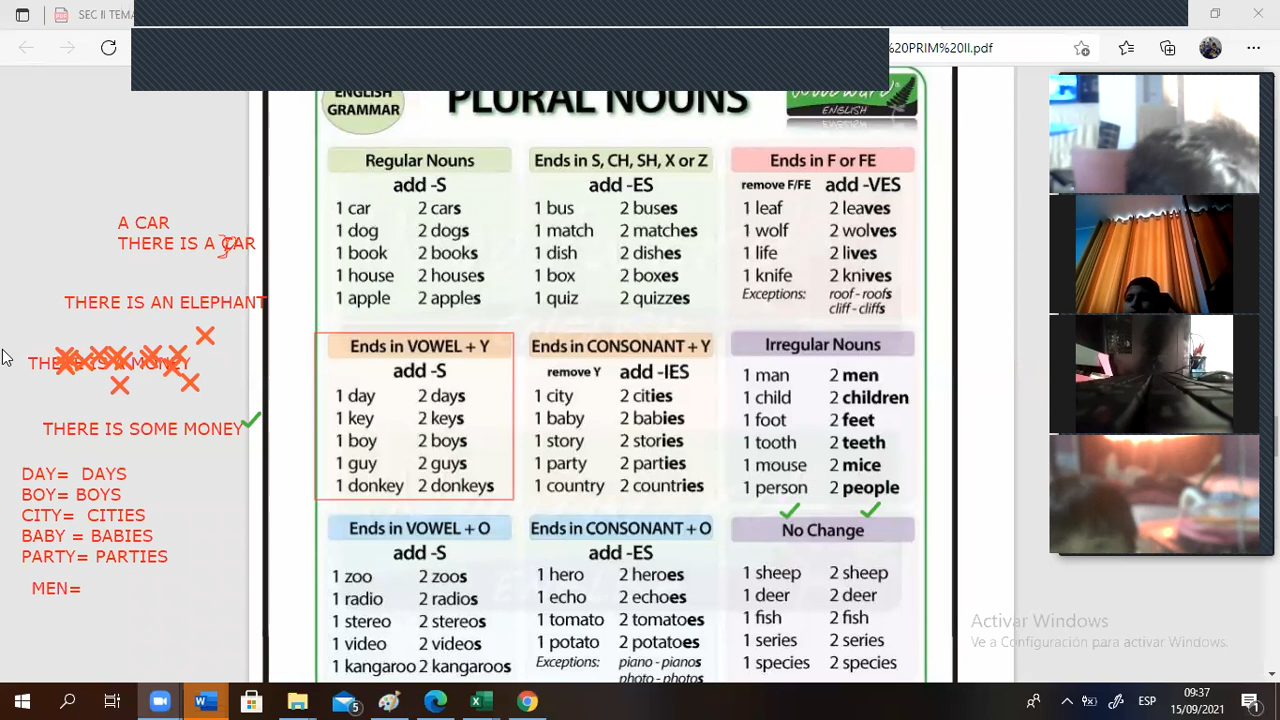 SEC II TEMA
%20PRIM%20II.pdf
ENGLISH
GRAMMAR
PLURAL NOUNS
Woodward
ENGLISH
Regular Nouns
add -S
1 car 2 cars
1 dog 2 dogs
1 book 2 books
1 house 2 houses
1 apple 2 apples
Ends in S, CH, SH, X or Z
add -ES
1 bus 2 buses
1 match 2 matches
1 dish 2 dishes
1 box 2 boxes
1 quiz 2 quizzes
Ends in F or FE
remove F/FE add -VES
1 leaf 2 leaves
1 wolf 2 wolves
1 life 2 lives
1 knife 2 knives
Exceptions: roof - roofs
cliff - cliffs
Ends in VOWEL + Y
add -S
1 day 2 days
1 key 2 keys
1 boy 2 boys
1 guy 2 guys
1 donkey 2 donkeys
Ends in CONSONANT + Y
remove Y add -IES
1 city 2 cities
1 baby 2 babies
1 story 2 stories
1 party 2 parties
1 country 2 countries
Irregular Nouns
1 man 2 men
1 child 2 children
1 foot 2 feet
1 tooth 2 teeth
1 mouse 2 mice
1 person 2 people
Ends in VOWEL + O
add -S
1 zoo 2 zoos
1 radio 2 radios
1 stereo 2 stereos
1 video 2 videos
1 kangaroo 2 kangaroos
Ends in CONSONANT + O
add -ES
1 hero 2 heroes
1 echo 2 echoes
1 tomato 2 tomatoes
1 potato 2 potatoes
Exceptions: piano - pianos
photo - photos
No Change
1 sheep 2 sheep
1 deer 2 deer
1 fish 2 fish
1 series 2 series
1 species 2 species
A CAR
THERE IS A CAR
THERE IS AN ELEPHANT
THERE IS A MONEY
THERE IS SOME MONEY
DAY= DAYS
BOY= BOYS
CITY= CITIES
BABY = BABIES
PARTY= PARTIES
MEN=
Activar Windows
Ve a Configuración para activar Windows.
5
ESP
09:37
15/09/2021
1